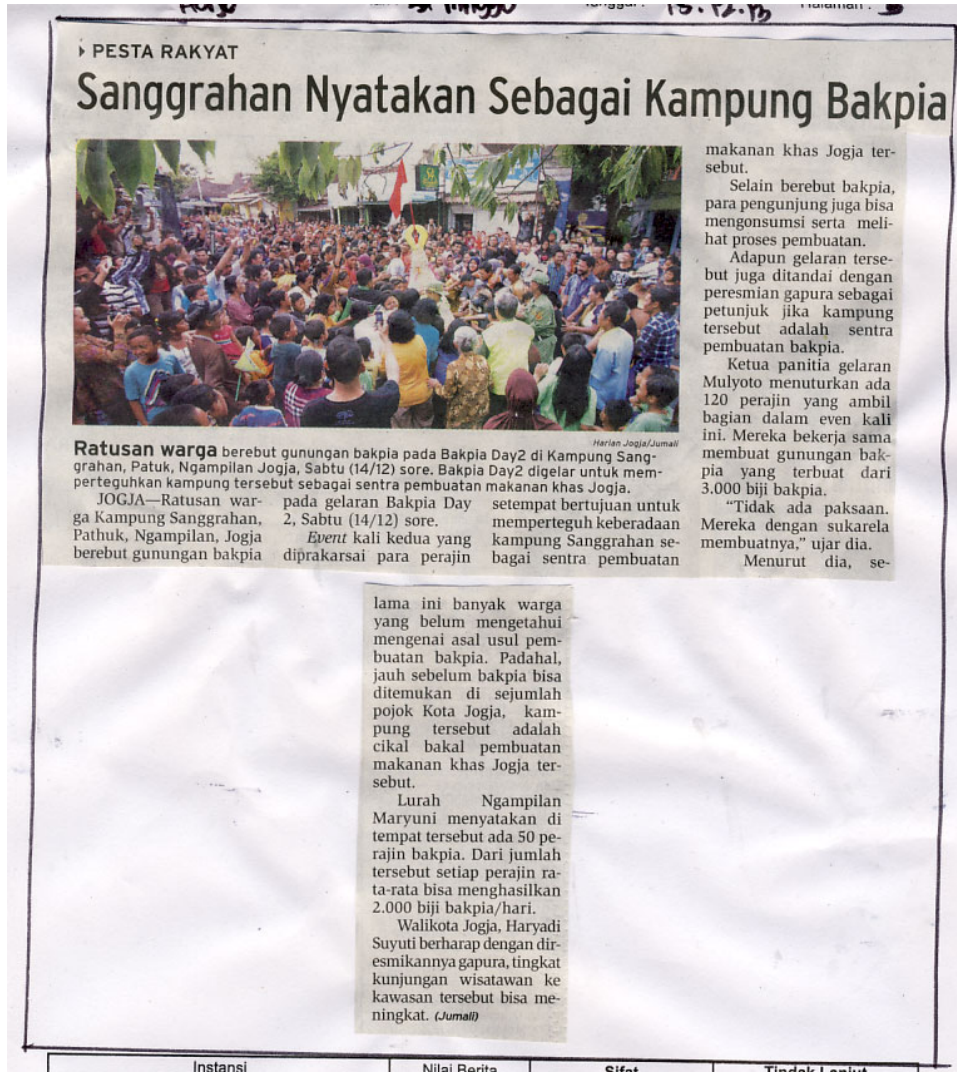 15.12.13
Halaman :
PESTA RAKYAT
Sanggrahan Nyatakan Sebagai Kampung Bakpia
Harian Jogja/Jumali
Ratusan warga berebut gunungan bakpia pada Bakpia Day2 di Kampung Sang-
grahan, Patuk, Ngampilan Jogja, Sabtu (14/12) sore. Bakpia Day2 digelar untuk mem-
perteguhkan kampung tersebut sebagai sentra pembuatan makanan khas Jogja.
JOGJA—Ratusan war-
ga Kampung Sanggrahan,
Pathuk, Ngampilan, Jogja
berebut gunungan bakpia
pada gelaran Bakpia Day
2, Sabtu (14/12) sore.
Event kali kedua yang
diprakarsai para perajin
setempat bertujuan untuk
memperteguh keberadaan
kampung Sanggrahan se-
bagai sentra pembuatan
makanan khas Jogja ter-
sebut.
Selain berebut bakpia,
para pengunjung juga bisa
mengonsumsi serta meli-
hat proses pembuatan.
Adapun gelaran terse-
but juga ditandai dengan
peresmian gapura sebagai
petunjuk jika kampung
tersebut adalah sentra
pembuatan bakpia.
Ketua panitia gelaran
Mulyoto menuturkan ada
120 perajin yang ambil
bagian dalam even kali
ini. Mereka bekerja sama
membuat gunungan bak-
pia yang terbuat dari
3.000 biji bakpia.
“Tidak ada paksaan.
Mereka dengan sukarela
membuatnya,” ujar dia.
Menurut dia, se-
lama ini banyak warga
yang belum mengetahui
mengenai asal usul pem-
buatan bakpia. Padahal,
jauh sebelum bakpia bisa
ditemukan di sejumlah
pojok Kota Jogja, kam-
pung tersebut adalah
cikal bakal pembuatan
makanan khas Jogja ter-
sebut.
Lurah Ngampilan
Maryuni menyatakan di
tempat tersebut ada 50 pe-
rajin bakpia. Dari jumlah
tersebut setiap perajin ra-
ta-rata bisa menghasilkan
2.000 biji bakpia/hari.
Walikota Jogja, Haryadi
Suyuti berharap dengan dir-
esmikannya gapura, tingkat
kunjungan wisatawan ke
kawasan tersebut bisa me-
ningkat. (Jumali)
Instansi
Nilai Berita
Sifat
Tindak Lanjut